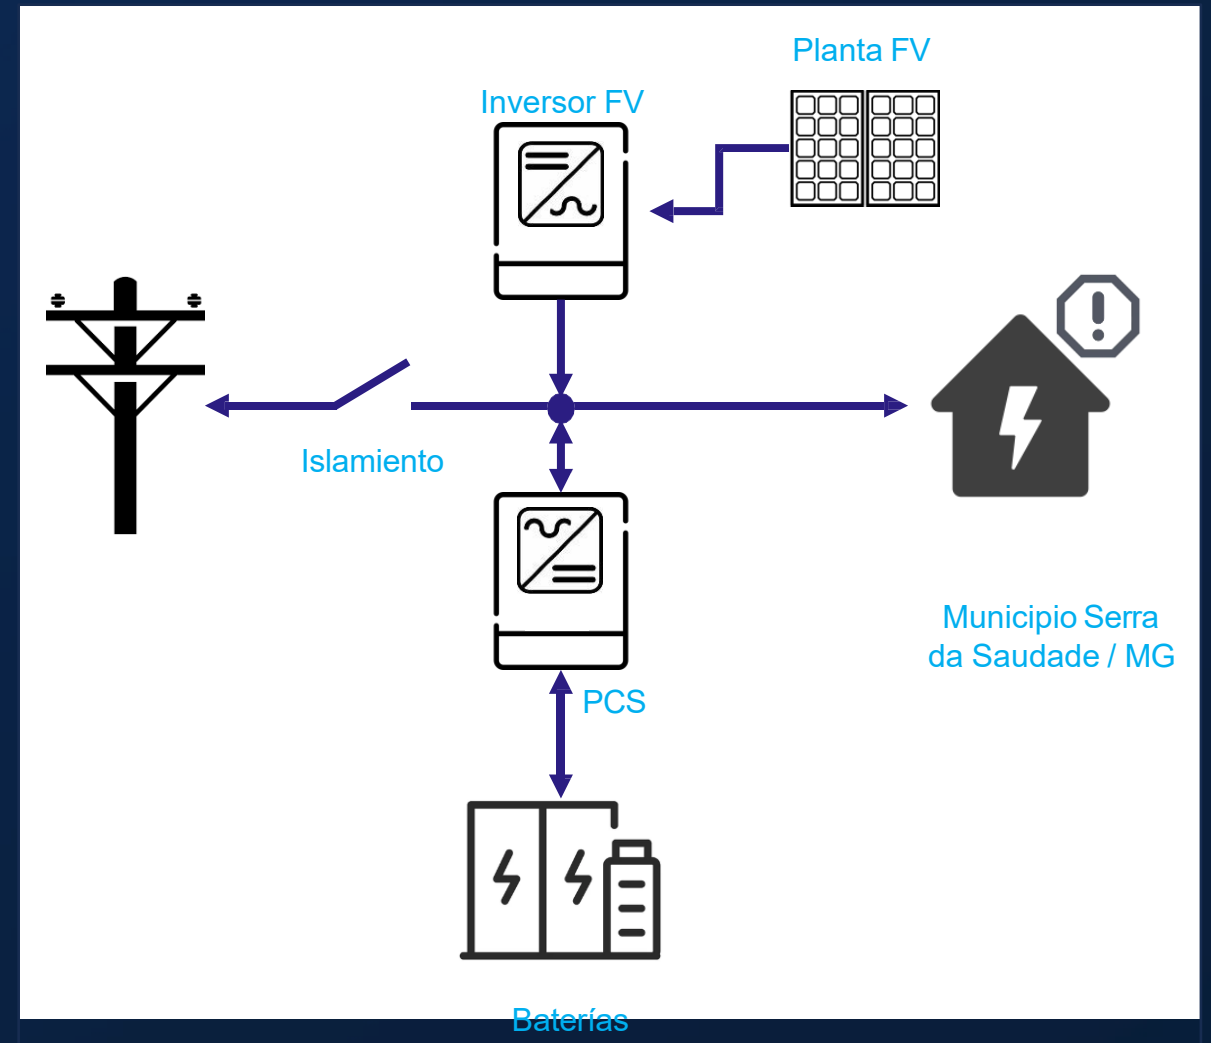 Planta FV
Inversor FV
Islamiento
Municipio Serra
da Saudade / MG
PCS
Baterías